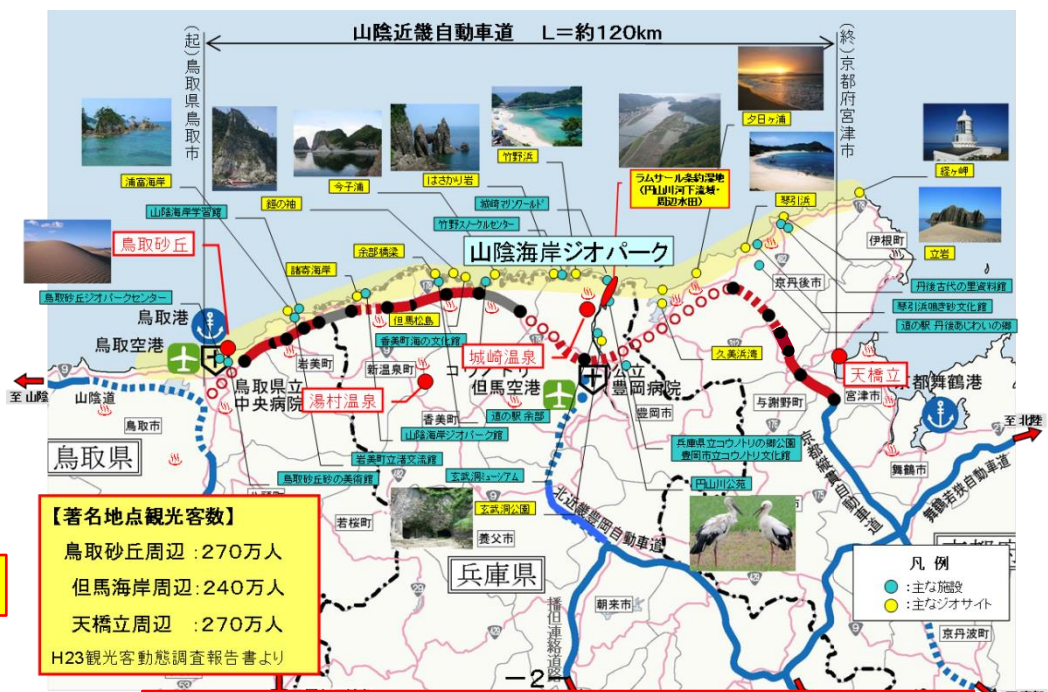 山陰近畿自動車道 L=約120km
(起)鳥取県鳥取市
(終)京都府宮津市
夕日ヶ浦
経ヶ岬
竹野浜
はさかり岩
今子浦
鎧の袖
浦富海岸
ラムサール条約湿地
(円山川下流域・
周辺水田)
城崎マリンワールド
琴引浜
立岩
山陰海岸学習館
竹野スノーケルセンター
伊根町
鳥取砂丘
余部橋梁
山陰海岸ジオパーク
諸寄海岸
京丹後市
丹後古代の里資料館
鳥取砂丘ジオパークセンター
琴引浜鳴き砂文化館
道の駅 丹後あじわいの郷
鳥取港
但馬松島
香美町海の文化館
鳥取空港
岩美町
新温泉町
城崎温泉
久美浜湾
天橋立
鳥取県立
中央病院
湯村温泉
コウノトリ
但馬空港
公立
豊岡病院
京都舞鶴港
宮津市
与謝野町
至 山陰
山陰道
鳥取市
香美町
道の駅 余部
豊岡市
至 北陸
山陰海岸ジオパーク館
兵庫県立コウノトリの郷公園
豊岡市立コウノトリ文化館
鳥取県
岩美町立渚交流館
舞鶴市
鳥取砂丘砂の美術館
玄武洞ミュージアム
円山川公苑
京都縦貫自動車道
舞鶴若狭自動車道
北近畿豊岡自動車道
玄武洞公園
若桜町
養父市
兵庫県
朝来市
播但連絡道路
京丹波町
【著名地点観光客数】
鳥取砂丘周辺:270万人
但馬海岸周辺:240万人
天橋立周辺 :270万人
H23観光客動態調査報告書より
凡 例
:主な施設
:主なジオサイト
-2-